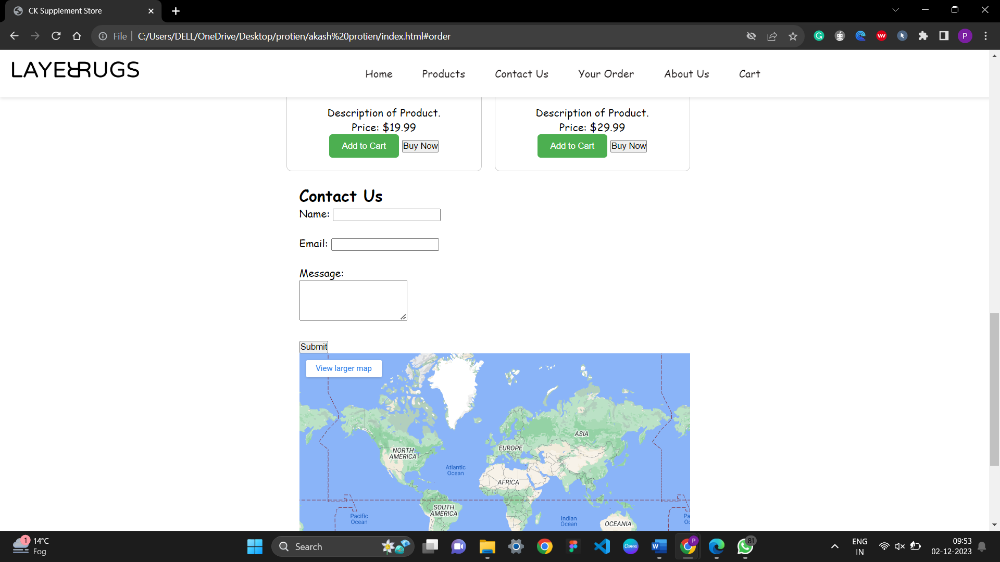 CK Supplement Store
File
C:/Users/DELL/OneDrive/Desktop/protien/akash%20protien/index.html#order
VN
P
LAYERRUGS
Home
Products
Contact Us
Your Order
About Us
Cart
Description of Product.
Price: $19.99
Add to Cart
Buy Now
Description of Product.
Price: $29.99
Add to Cart
Buy Now
Contact Us
Name:
Email:
Message:
Submit
View larger map
ASIA
EUROPE
NORTH
AMERICA
Atlantic
Ocean
AFRICA
SOUTH
AMERICA
Pacific
Ocean
Indian
Ocean
OCEANIA
Pa
Oc
1
14°C
Fog
Search
Canva
W
P
81
ENG
IN
09:53
02-12-2023